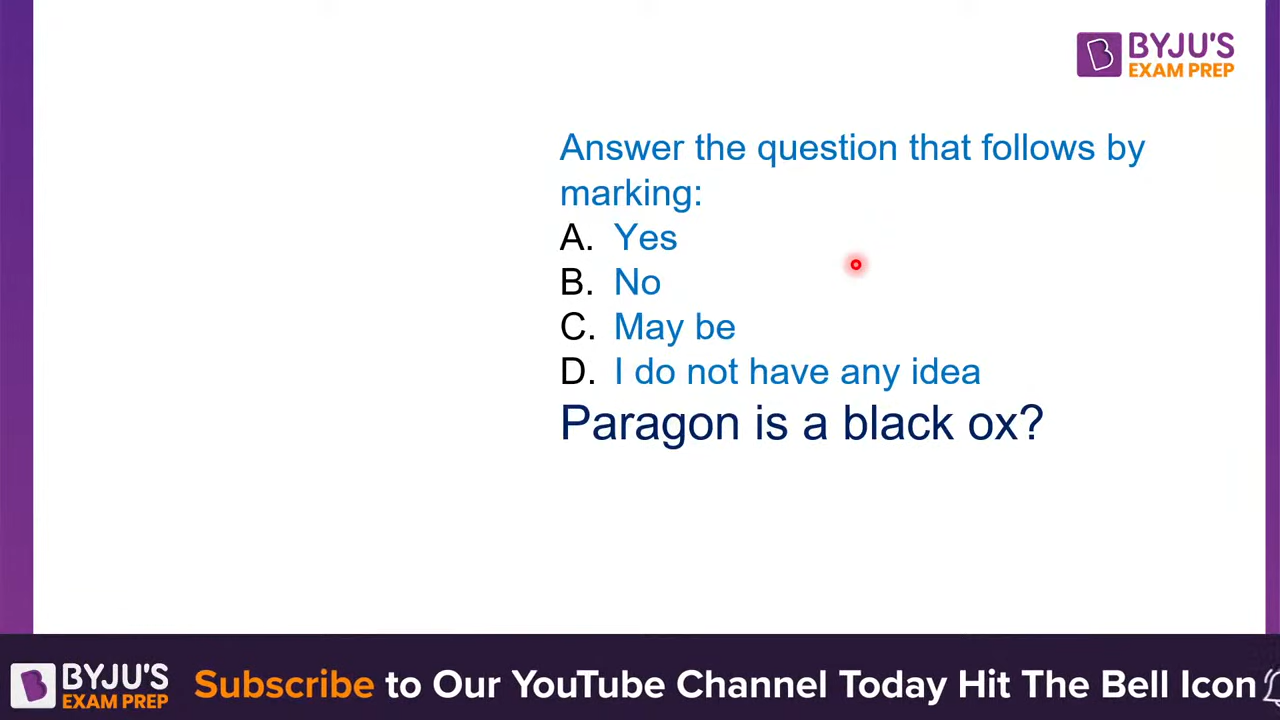 BYJU'S
EXAM PREP
Answer the question that follows by
marking:
A. Yes
B. No
C. May be
D. I do not have any idea
Paragon is a black ox?
BYJU'S
EXAM PREP
Subscribe to Our YouTube Channel Today Hit The Bell Icon